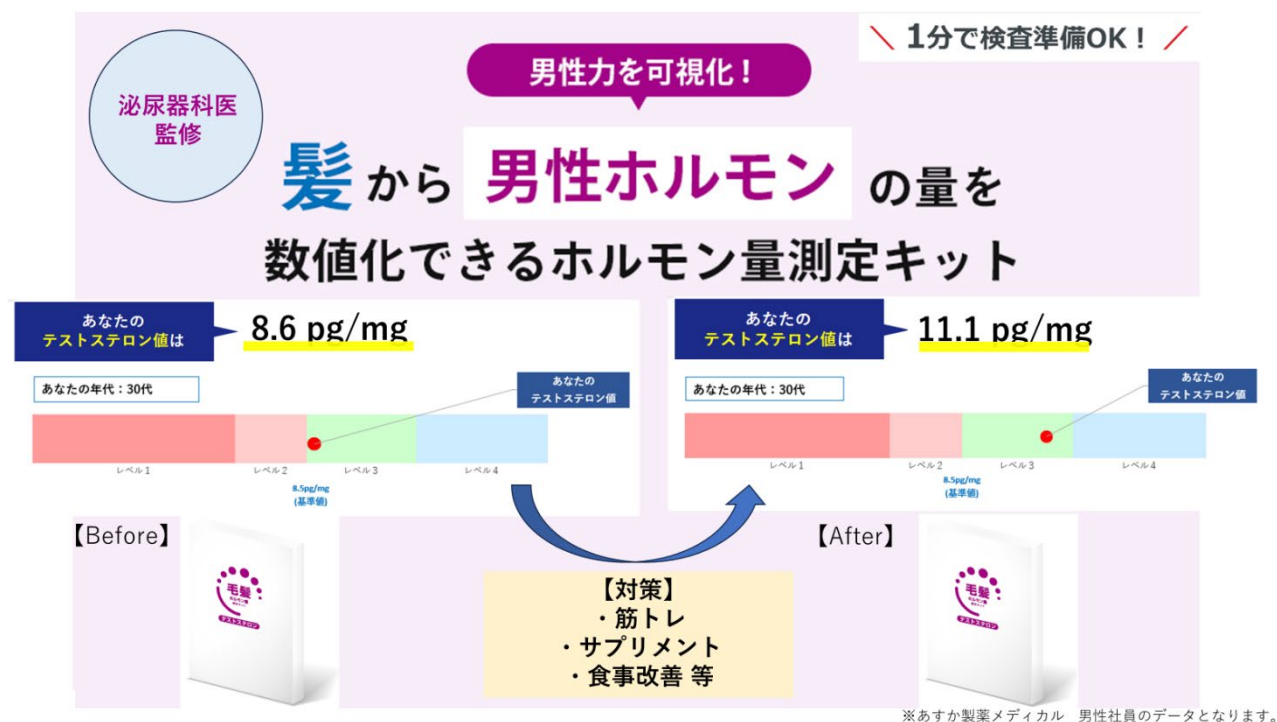 ＼ 1分で検査準備OK！ ／
泌尿器科医
監修
男性力を可視化！
髪から 男性ホルモン の量を
数値化できるホルモン量測定キット
あなたの
テストステロン値は
8.6 pg/mg
あなたの年代：30代
あなたの
テストステロン値
レベル1
レベル2
レベル3
レベル4
8.5pg/mg
(基準値)
あなたの
テストステロン値は
11.1 pg/mg
あなたの年代：30代
あなたの
テストステロン値
レベル1
レベル2
レベル3
レベル4
8.5pg/mg
(基準値)
【Before】
毛髪
ホルモン量
テストステロン
【対策】
・筋トレ
・サプリメント
・食事改善 等
【After】
毛髪
ホルモン量
テストステロン
※あすか製薬メディカル　男性社員のデータとなります。